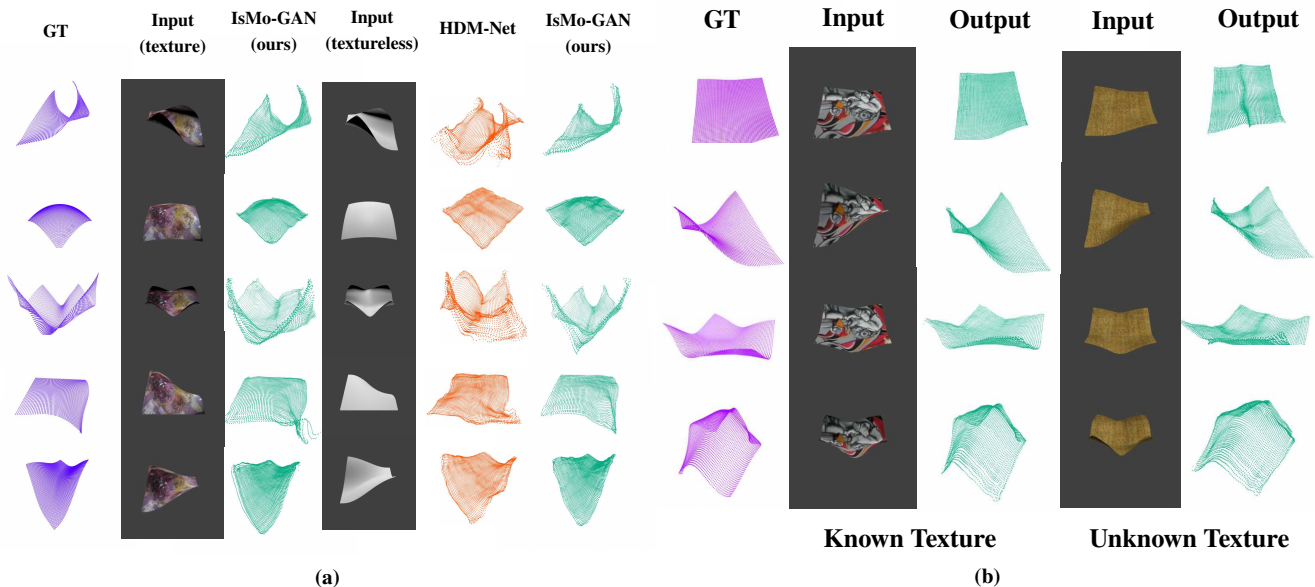 GT
Input
(texture)
IsMo-GAN
(ours)
Input
(textureless)
HDM-Net
IsMo-GAN
(ours)
(a)
GT
Input
Output
Input
Output
Known Texture
Unknown Texture
(b)